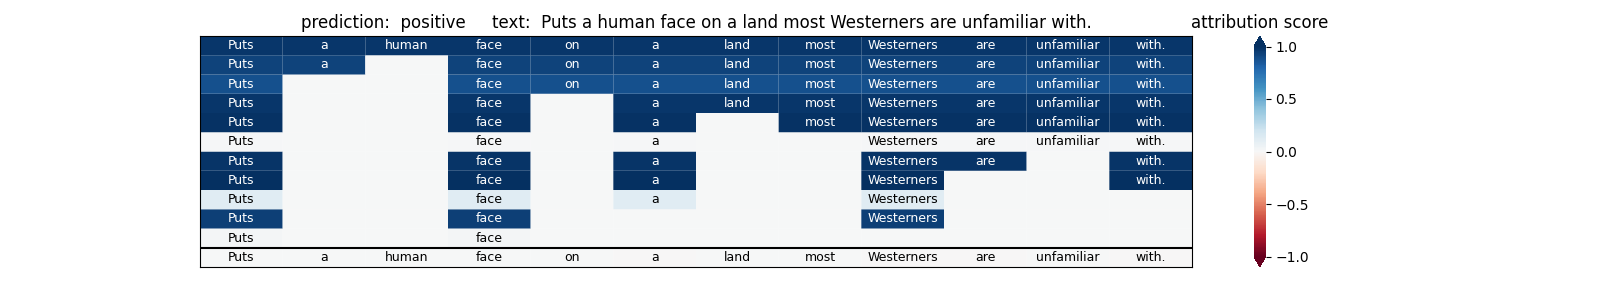 prediction:  positive     text:  Puts a human face on a land most Westerners are unfamiliar with.     attribution score
Puts a human face on a land most Westerners are unfamiliar with. 1.0
Puts a face on a land most Westerners are unfamiliar with.
Puts face on a land most Westerners are unfamiliar with.
Puts face a land most Westerners are unfamiliar with. 0.5
Puts face a most Westerners are unfamiliar with.
Puts face a Westerners are unfamiliar with. 0.0
Puts face a Westerners are with.
Puts face a Westerners with.
Puts face a Westerners −0.5
Puts face Westerners
Puts face
Puts a human face on a land most Westerners are unfamiliar with. −1.0